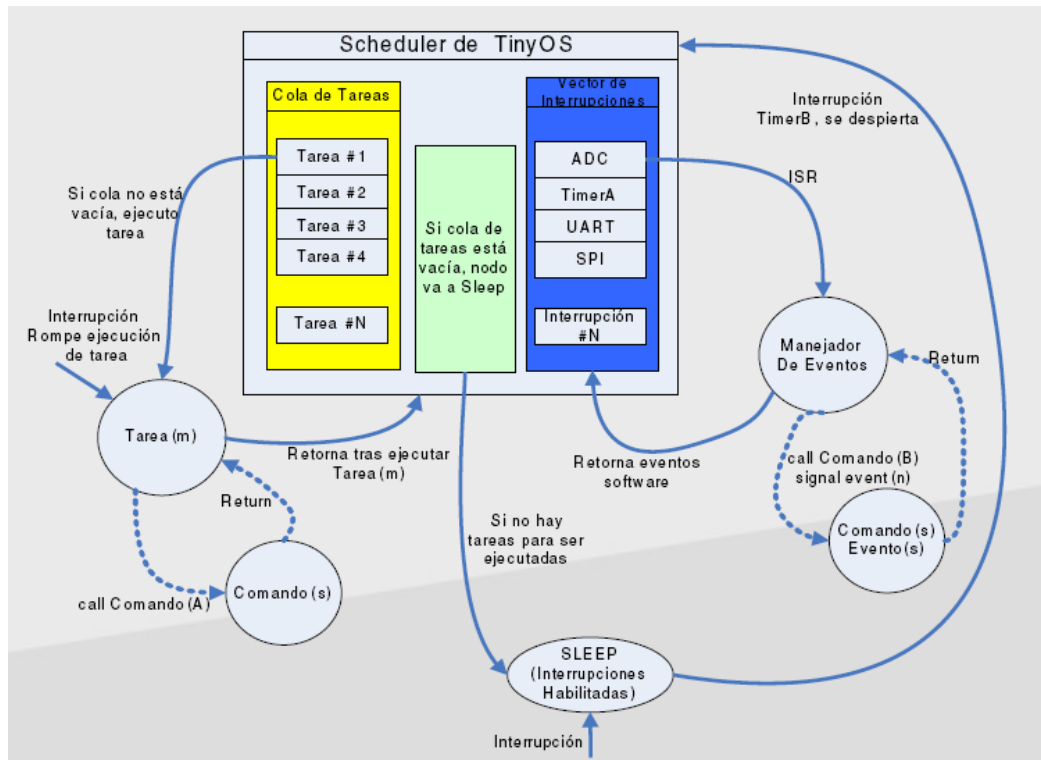 Scheduler de TinyOS
Cola de Tareas
Tarea #1
Tarea #2
Tarea #3
Tarea #4
Tarea #N
Si cola de
tareas está
vacía, nodo
va a Sleep
Vector de
Interrupciones
ADC
TimerA
UART
SPI
Interrupción
#N
Interrupción
TimerB, se despierta
ISR
Si cola no está
vacía, ejecuto
tarea
Interrupción
Rompe ejecución
de tarea
Tarea (m)
Retorna tras ejecutar
Tarea (m)
Return
call Comando (A)
Comando (s)
Manejador
De Eventos
Return
Retorna eventos
software
call Comando (B)
signal event (n)
Comando (s)
Evento (s)
Si no hay
tareas para ser
ejecutadas
SLEEP
(Interrupciones
Habilitadas)
Interrupción